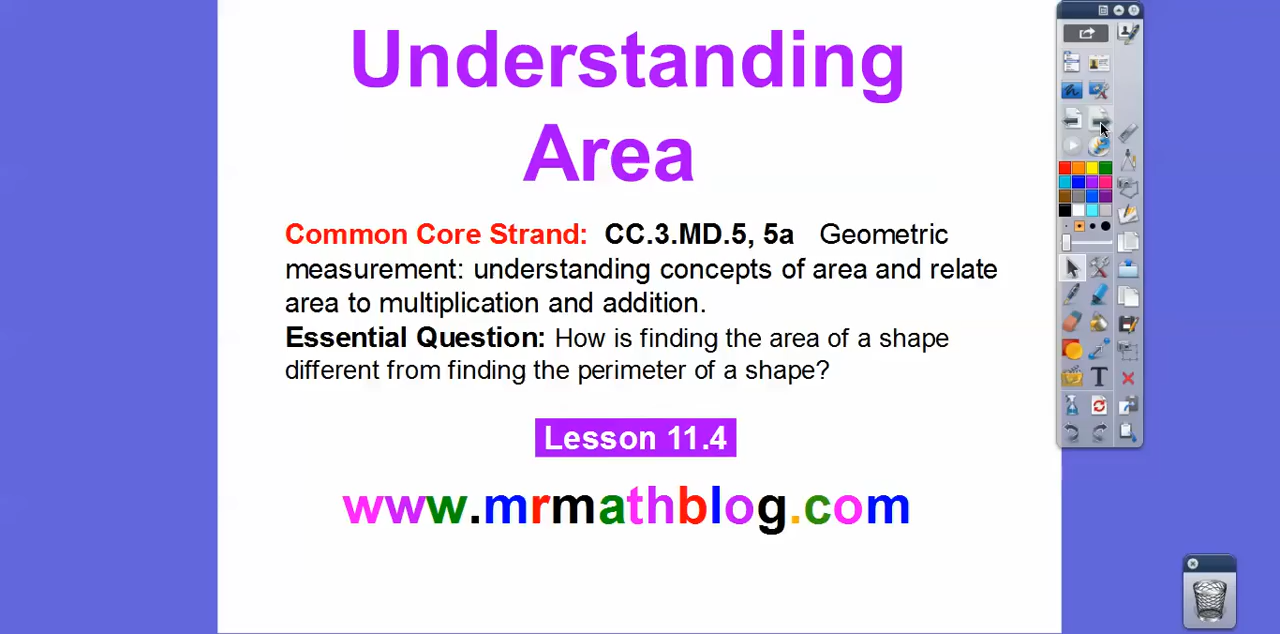 Understanding
Area
Common Core Strand: CC.3.MD.5, 5a Geometric
measurement: understanding concepts of area and relate
area to multiplication and addition.
Essential Question: How is finding the area of a shape
different from finding the perimeter of a shape?
Lesson 11.4
www.mrmathblog.com
T